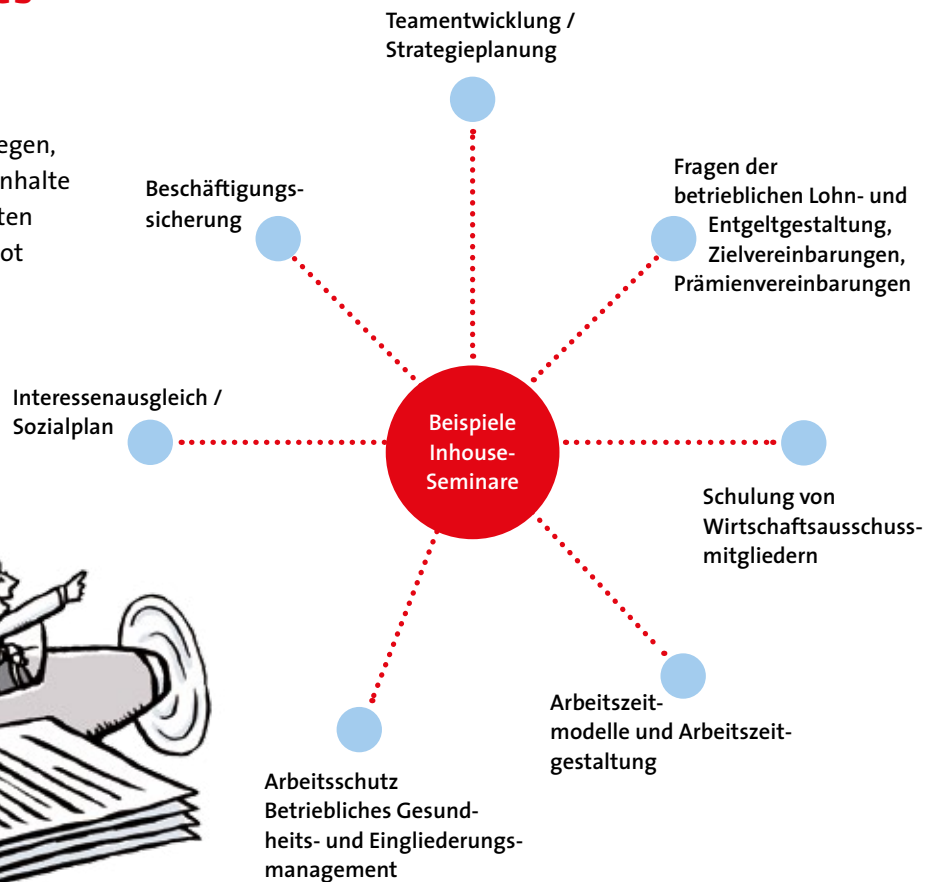 egen,
nhalte
ten
ot
Teamentwicklung /
Strategieplanung
Beschäftigungs-
sicherung
Fragen der
betrieblichen Lohn- und
Entgeltgestaltung,
Zielvereinbarungen,
Prämienvereinbarungen
Interessenausgleich /
Sozialplan
Beispiele
Inhouse-
Seminare
Schulung von
Wirtschaftsausschuss-
mitgliedern
Arbeitszeit-
modelle und Arbeitszeit-
gestaltung
Arbeitsschutz
Betriebliches Gesund-
heits- und Eingliederungs-
management